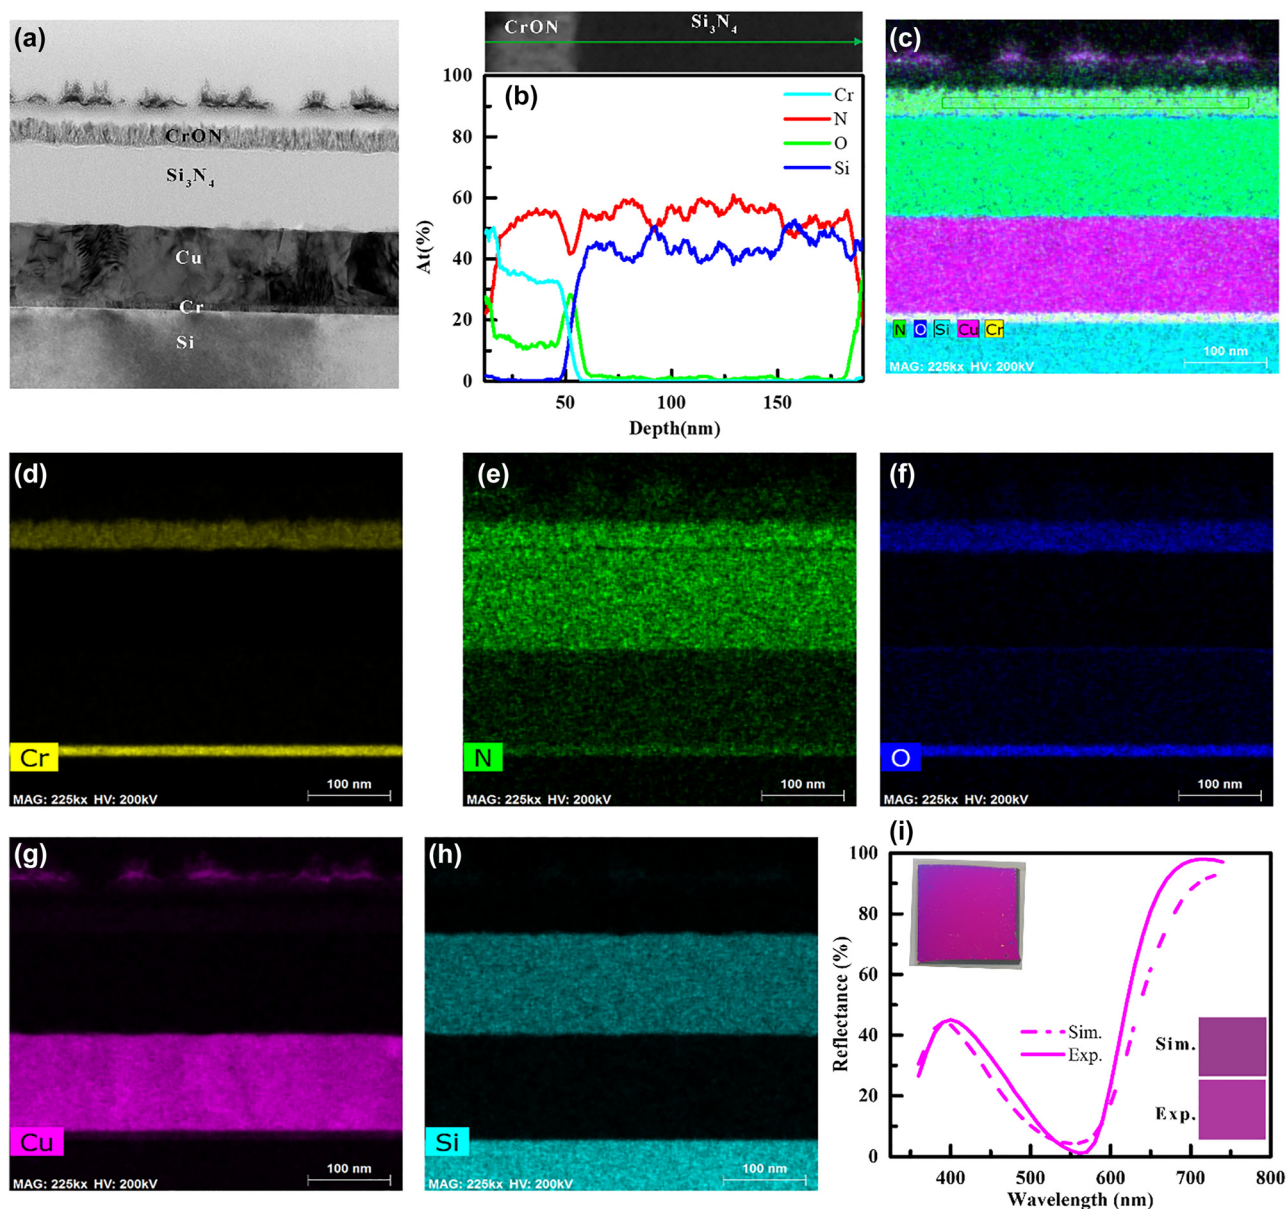 (a)
CrON
Si₃N₄
Cu
Cr
Si
CrON
Si₃N₄
(b)
Cr
N
O
Si
100
80
60
40
20
0
At(%)
50
100
150
Depth(nm)
(c)
N O Si Cu Cr
100 nm
MAG: 225kx HV: 200kV
(d)
Cr
100 nm
MAG: 225kx HV: 200kV
(e)
N
100 nm
MAG: 225kx HV: 200kV
(f)
O
100 nm
MAG: 225kx HV: 200kV
(g)
Cu
100 nm
MAG: 225kx HV: 200kV
(h)
Si
100 nm
MAG: 225kx HV: 200kV
(i)
100
80
60
40
20
0
Reflectance (%)
Sim.
Exp.
Sim.
Exp.
400
500
600
700
800
Wavelength (nm)